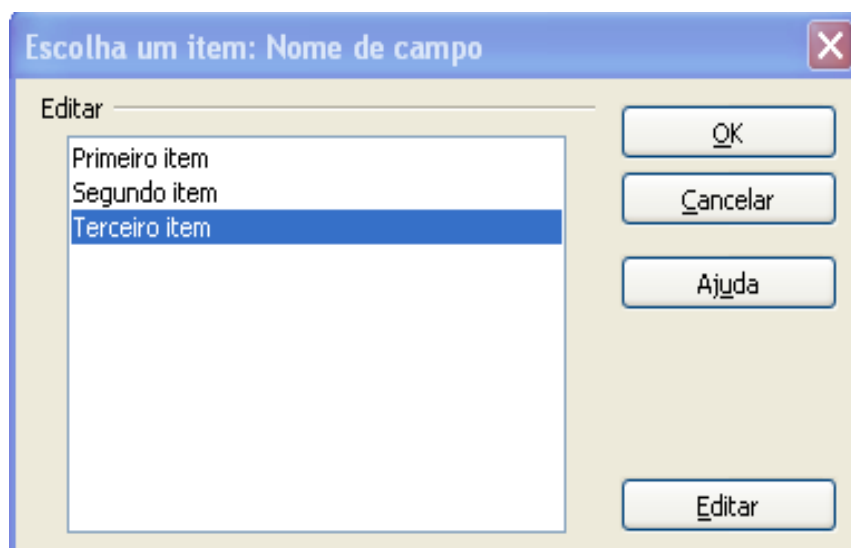 Escolha um item: Nome de campo
Editar
Primeiro item
Segundo item
Terceiro item
OK
Cancelar
Ajuda
Editar